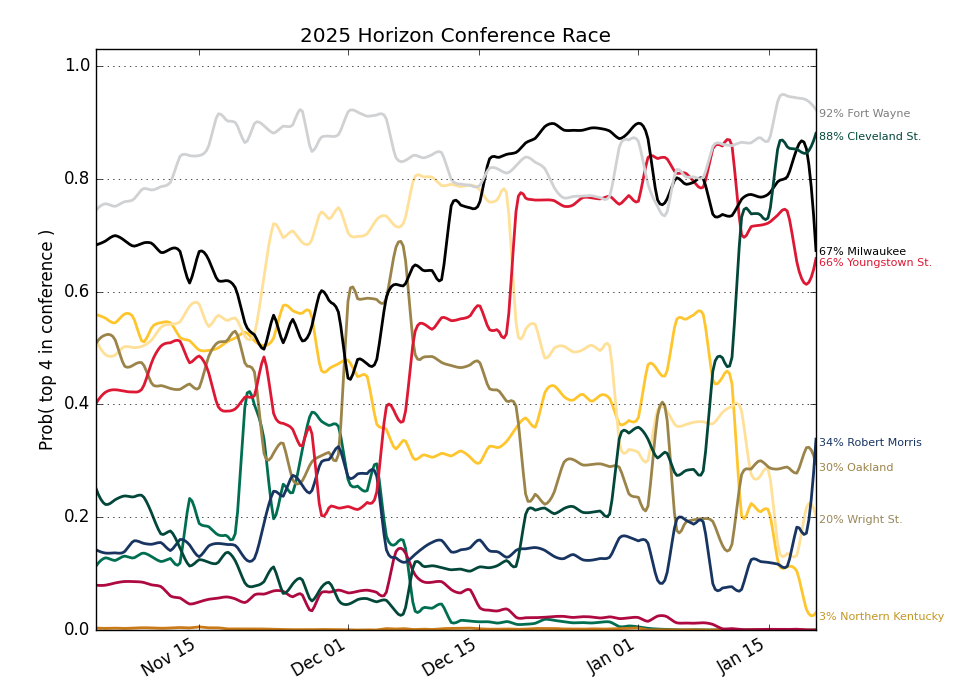 2025 Horizon Conference Race
Prob( top 4 in conference )
1.0
0.8
0.6
0.4
0.2
0.0
Nov 15
Dec 01
Dec 15
Jan 01
Jan 15
92% Fort Wayne
88% Cleveland St.
67% Milwaukee
66% Youngstown St.
34% Robert Morris
30% Oakland
20% Wright St.
3% Northern Kentucky